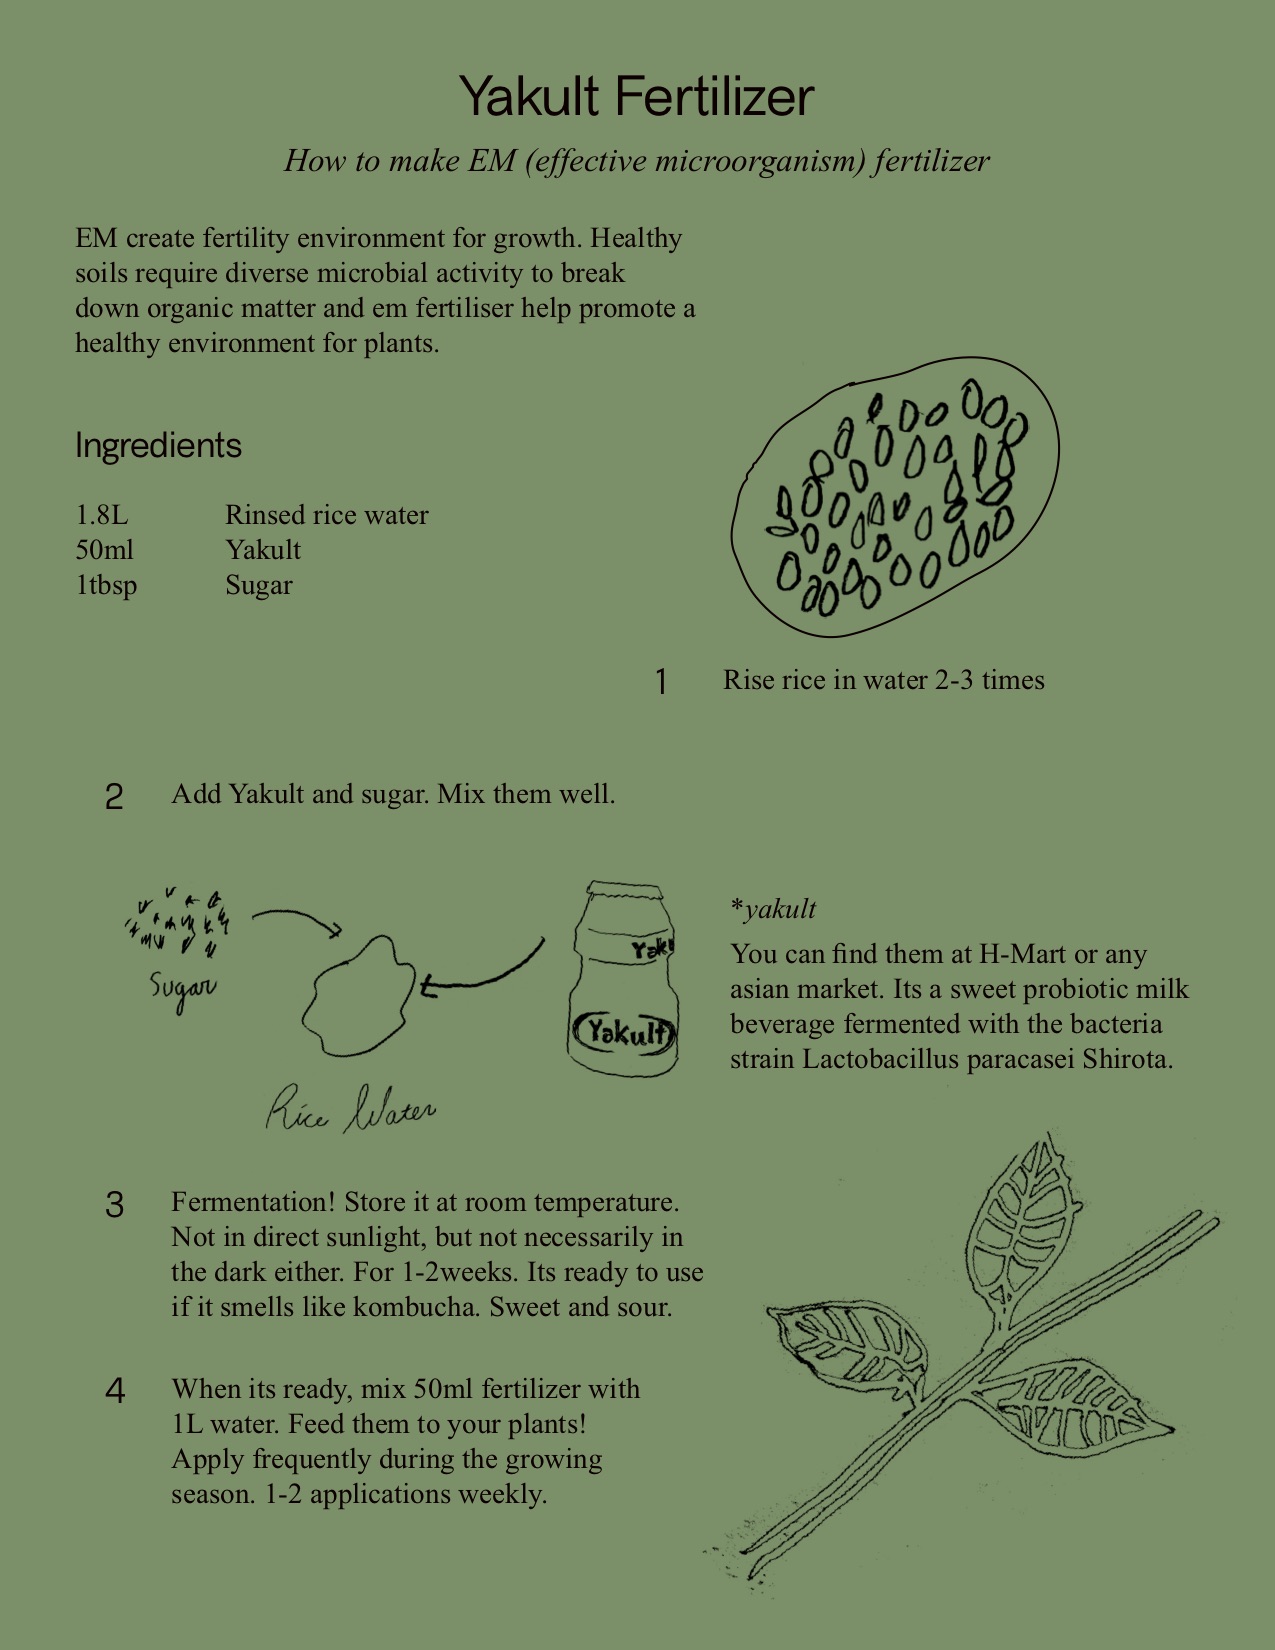 Yakult Fertilizer
How to make EM (effective microorganism) fertilizer
EM create fertility environment for growth. Healthy
soils require diverse microbial activity to break
down organic matter and em fertiliser help promote a
healthy environment for plants.
Ingredients
1.8L Rinsed rice water
50ml Yakult
1tbsp Sugar
1 Rise rice in water 2-3 times
2 Add Yakult and sugar. Mix them well.
Sugar
Rice Water
Yak
Yakult
*yakult
You can find them at H-Mart or any
asian market. Its a sweet probiotic milk
beverage fermented with the bacteria
strain Lactobacillus paracasei Shirota.
3 Fermentation! Store it at room temperature.
Not in direct sunlight, but not necessarily in
the dark either. For 1-2weeks. Its ready to use
if it smells like kombucha. Sweet and sour.
4 When its ready, mix 50ml fertilizer with
1L water. Feed them to your plants!
Apply frequently during the growing
season. 1-2 applications weekly.